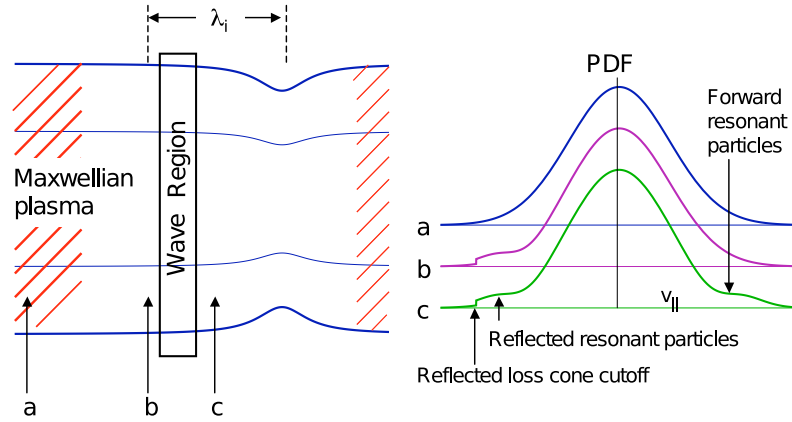 λi
Maxwellian
plasma
Wave Region
a
b
c
PDF
Forward
resonant
particles
a
b
c
v||
Reflected resonant particles
Reflected loss cone cutoff